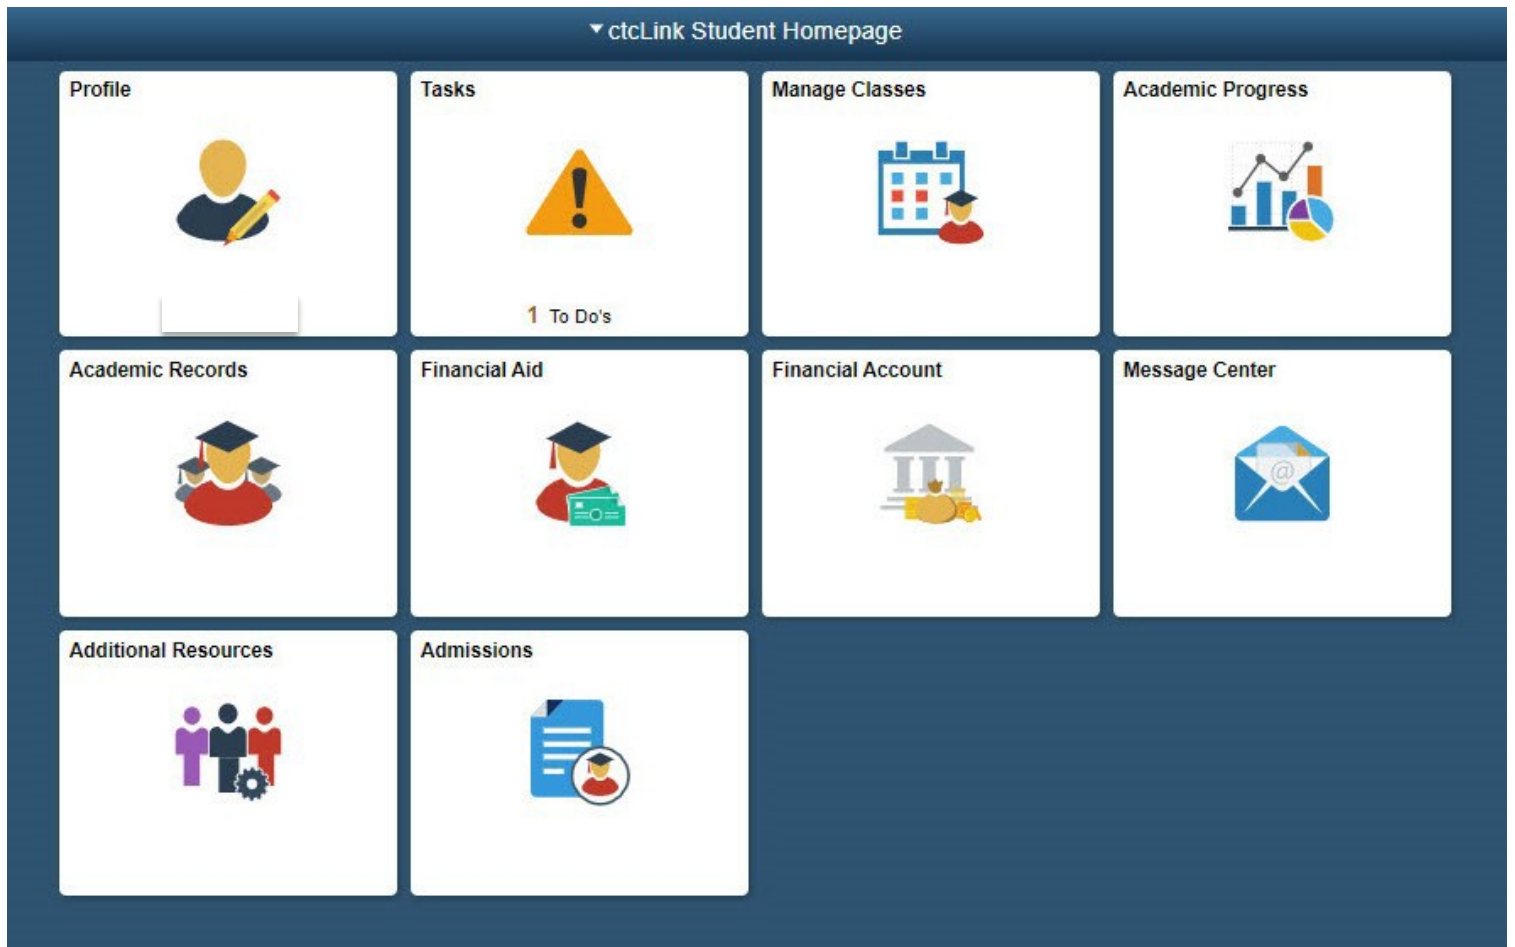 ctcLink Student Homepage
Profile
Tasks
1 To Do's
Manage Classes
Academic Progress
Academic Records
Financial Aid
Financial Account
Message Center
@
Additional Resources
Admissions